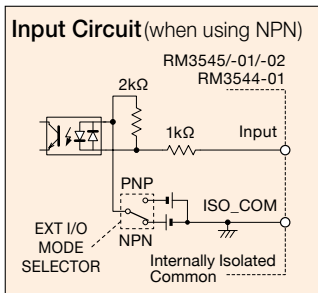 Input Circuit (when using NPN)
RM3545/-01/-02
RM3544-01
2kΩ
1kΩ
Input
PNP
ISO_COM
EXT I/O
MODE
SELECTOR
NPN
Internally Isolated
Common